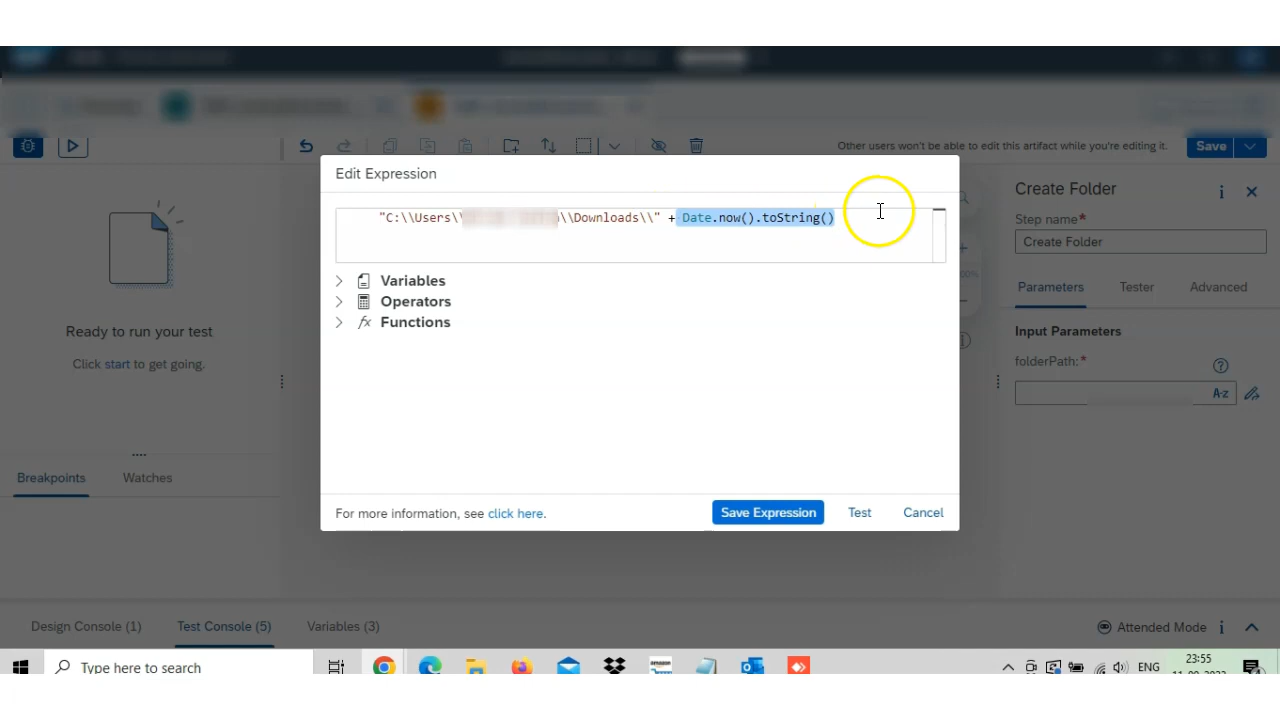 Other users won't be able to edit this artifact while you're editing it.
Save
Edit Expression
"C:\\Users\\ \\Downloads\\" + Date.now().toString()
Variables
Operators
Functions
For more information, see click here.
Save Expression
Test
Cancel
Ready to run your test
Click start to get going.
Breakpoints
Watches
Create Folder
Step name*
Create Folder
Parameters
Tester
Advanced
Input Parameters
folderPath:*
A-z
Design Console (1)
Test Console (5)
Variables (3)
Attended Mode
Type here to search
ENG
23:55